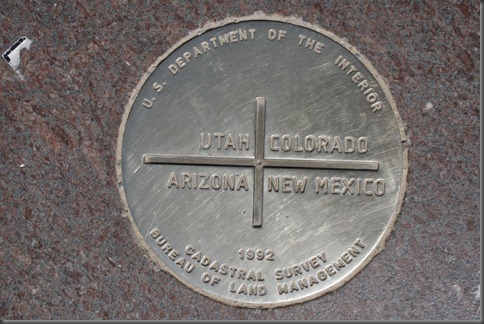 U. S. DEPARTMENT OF THE INTERIOR
UTAH COLORADO
ARIZONA NEW MEXICO
1992
CADASTRAL SURVEY
BUREAU OF LAND MANAGEMENT